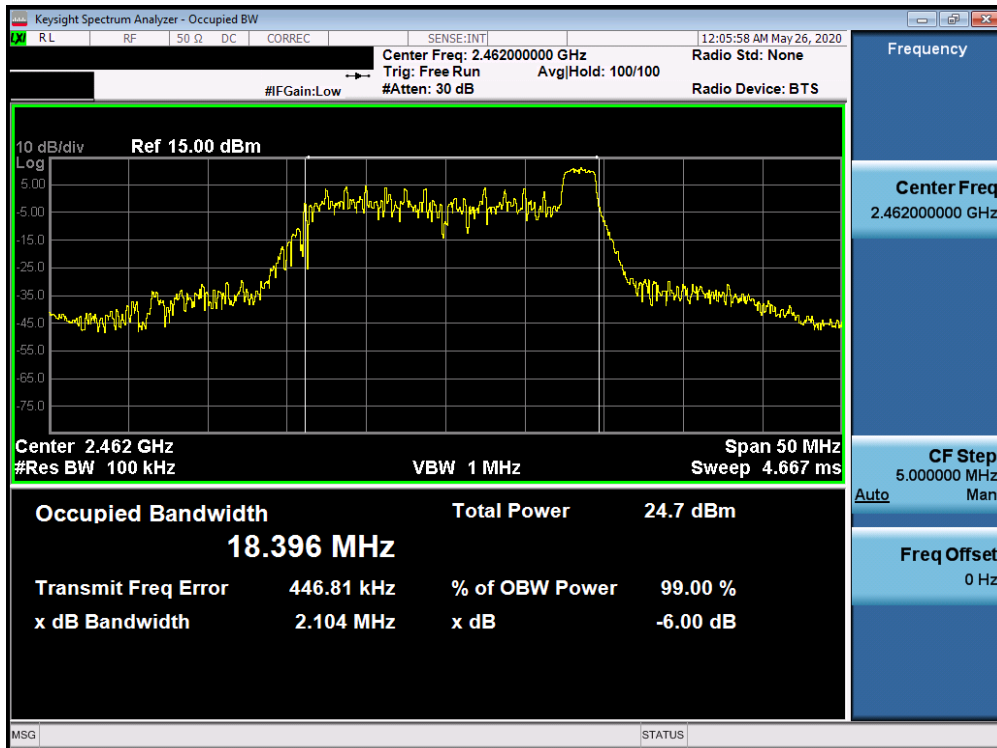 Keysight Spectrum Analyzer - Occupied BW
LXI RL RF 50 Ω DC CORREC SENSE:INT 12:05:58 AM May 26, 2020
Center Freq: 2.462000000 GHz Radio Std: None
Trig: Free Run Avg|Hold: 100/100
#IFGain:Low #Atten: 30 dB Radio Device: BTS
10 dB/div Ref 15.00 dBm
Log
5.00
-5.00
-15.0
-25.0
-35.0
-45.0
-55.0
-65.0
-75.0
Center 2.462 GHz Span 50 MHz
#Res BW 100 kHz VBW 1 MHz Sweep 4.667 ms
Occupied Bandwidth Total Power 24.7 dBm
18.396 MHz
Transmit Freq Error 446.81 kHz % of OBW Power 99.00 %
x dB Bandwidth 2.104 MHz x dB -6.00 dB
MSG STATUS
Frequency
Center Freq
2.462000000 GHz
CF Step
5.000000 MHz
Auto Man
Freq Offset
0 Hz